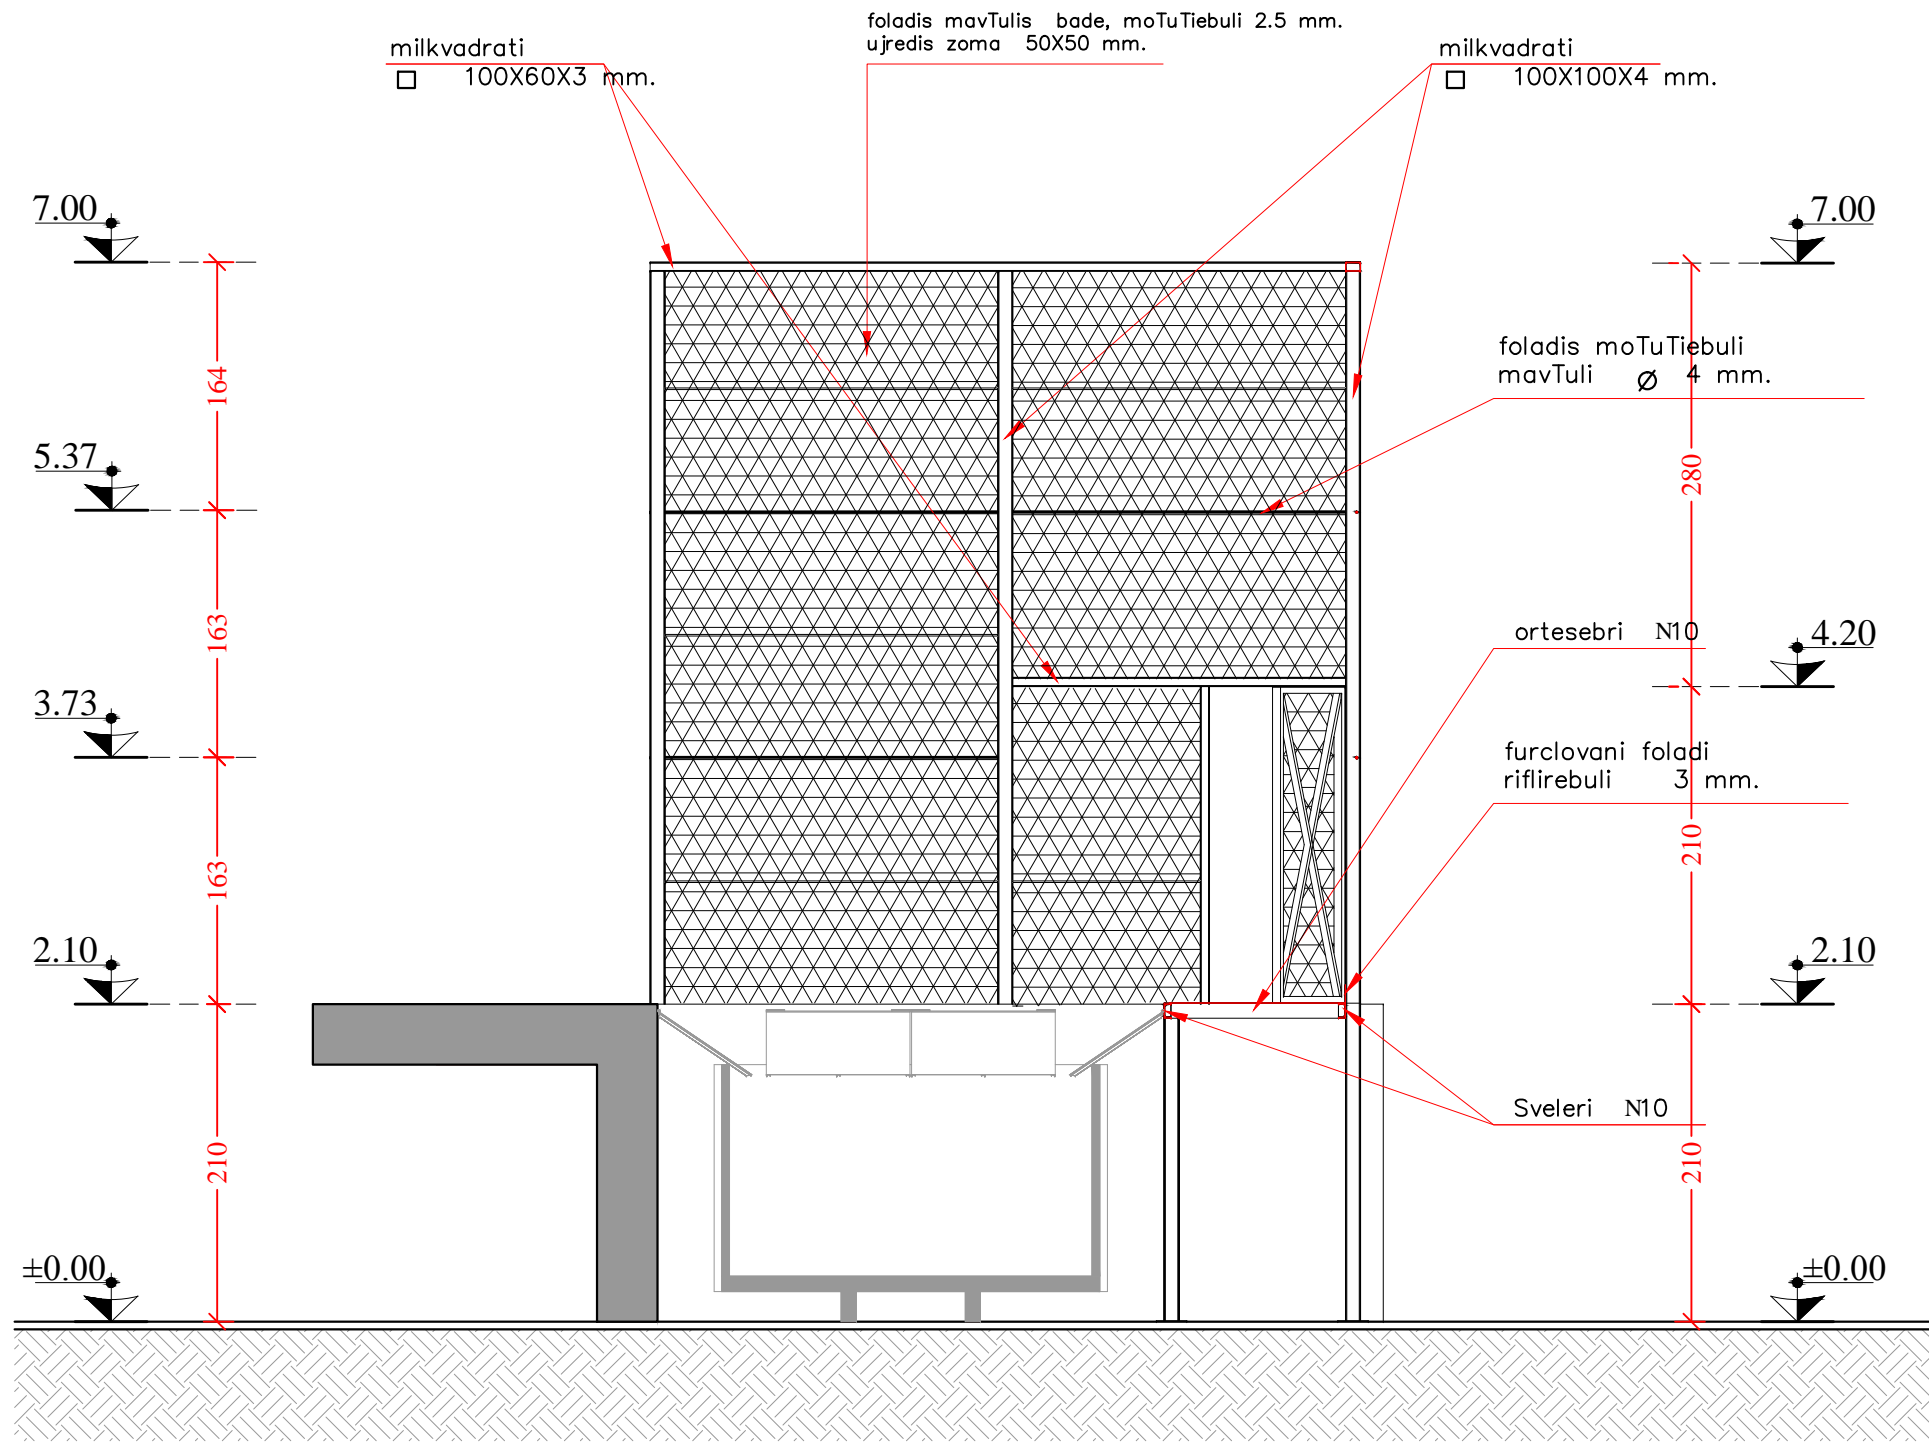 foladis mavTulis bade, moTuTiebuli 2.5 mm.
ujredis zoma 50X50 mm.
milkvadrati
100X60X3 mm.
milkvadrati
100X100X4 mm.
7.00
7.00
164
foladis moTuTiebuli
mavTuli Ø 4 mm.
5.37
280
163
ortesebri N10
4.20
3.73
furclovani foladi
riflirebuli 3 mm.
210
163
2.10
2.10
Sveleri N10
210
210
±0.00
±0.00